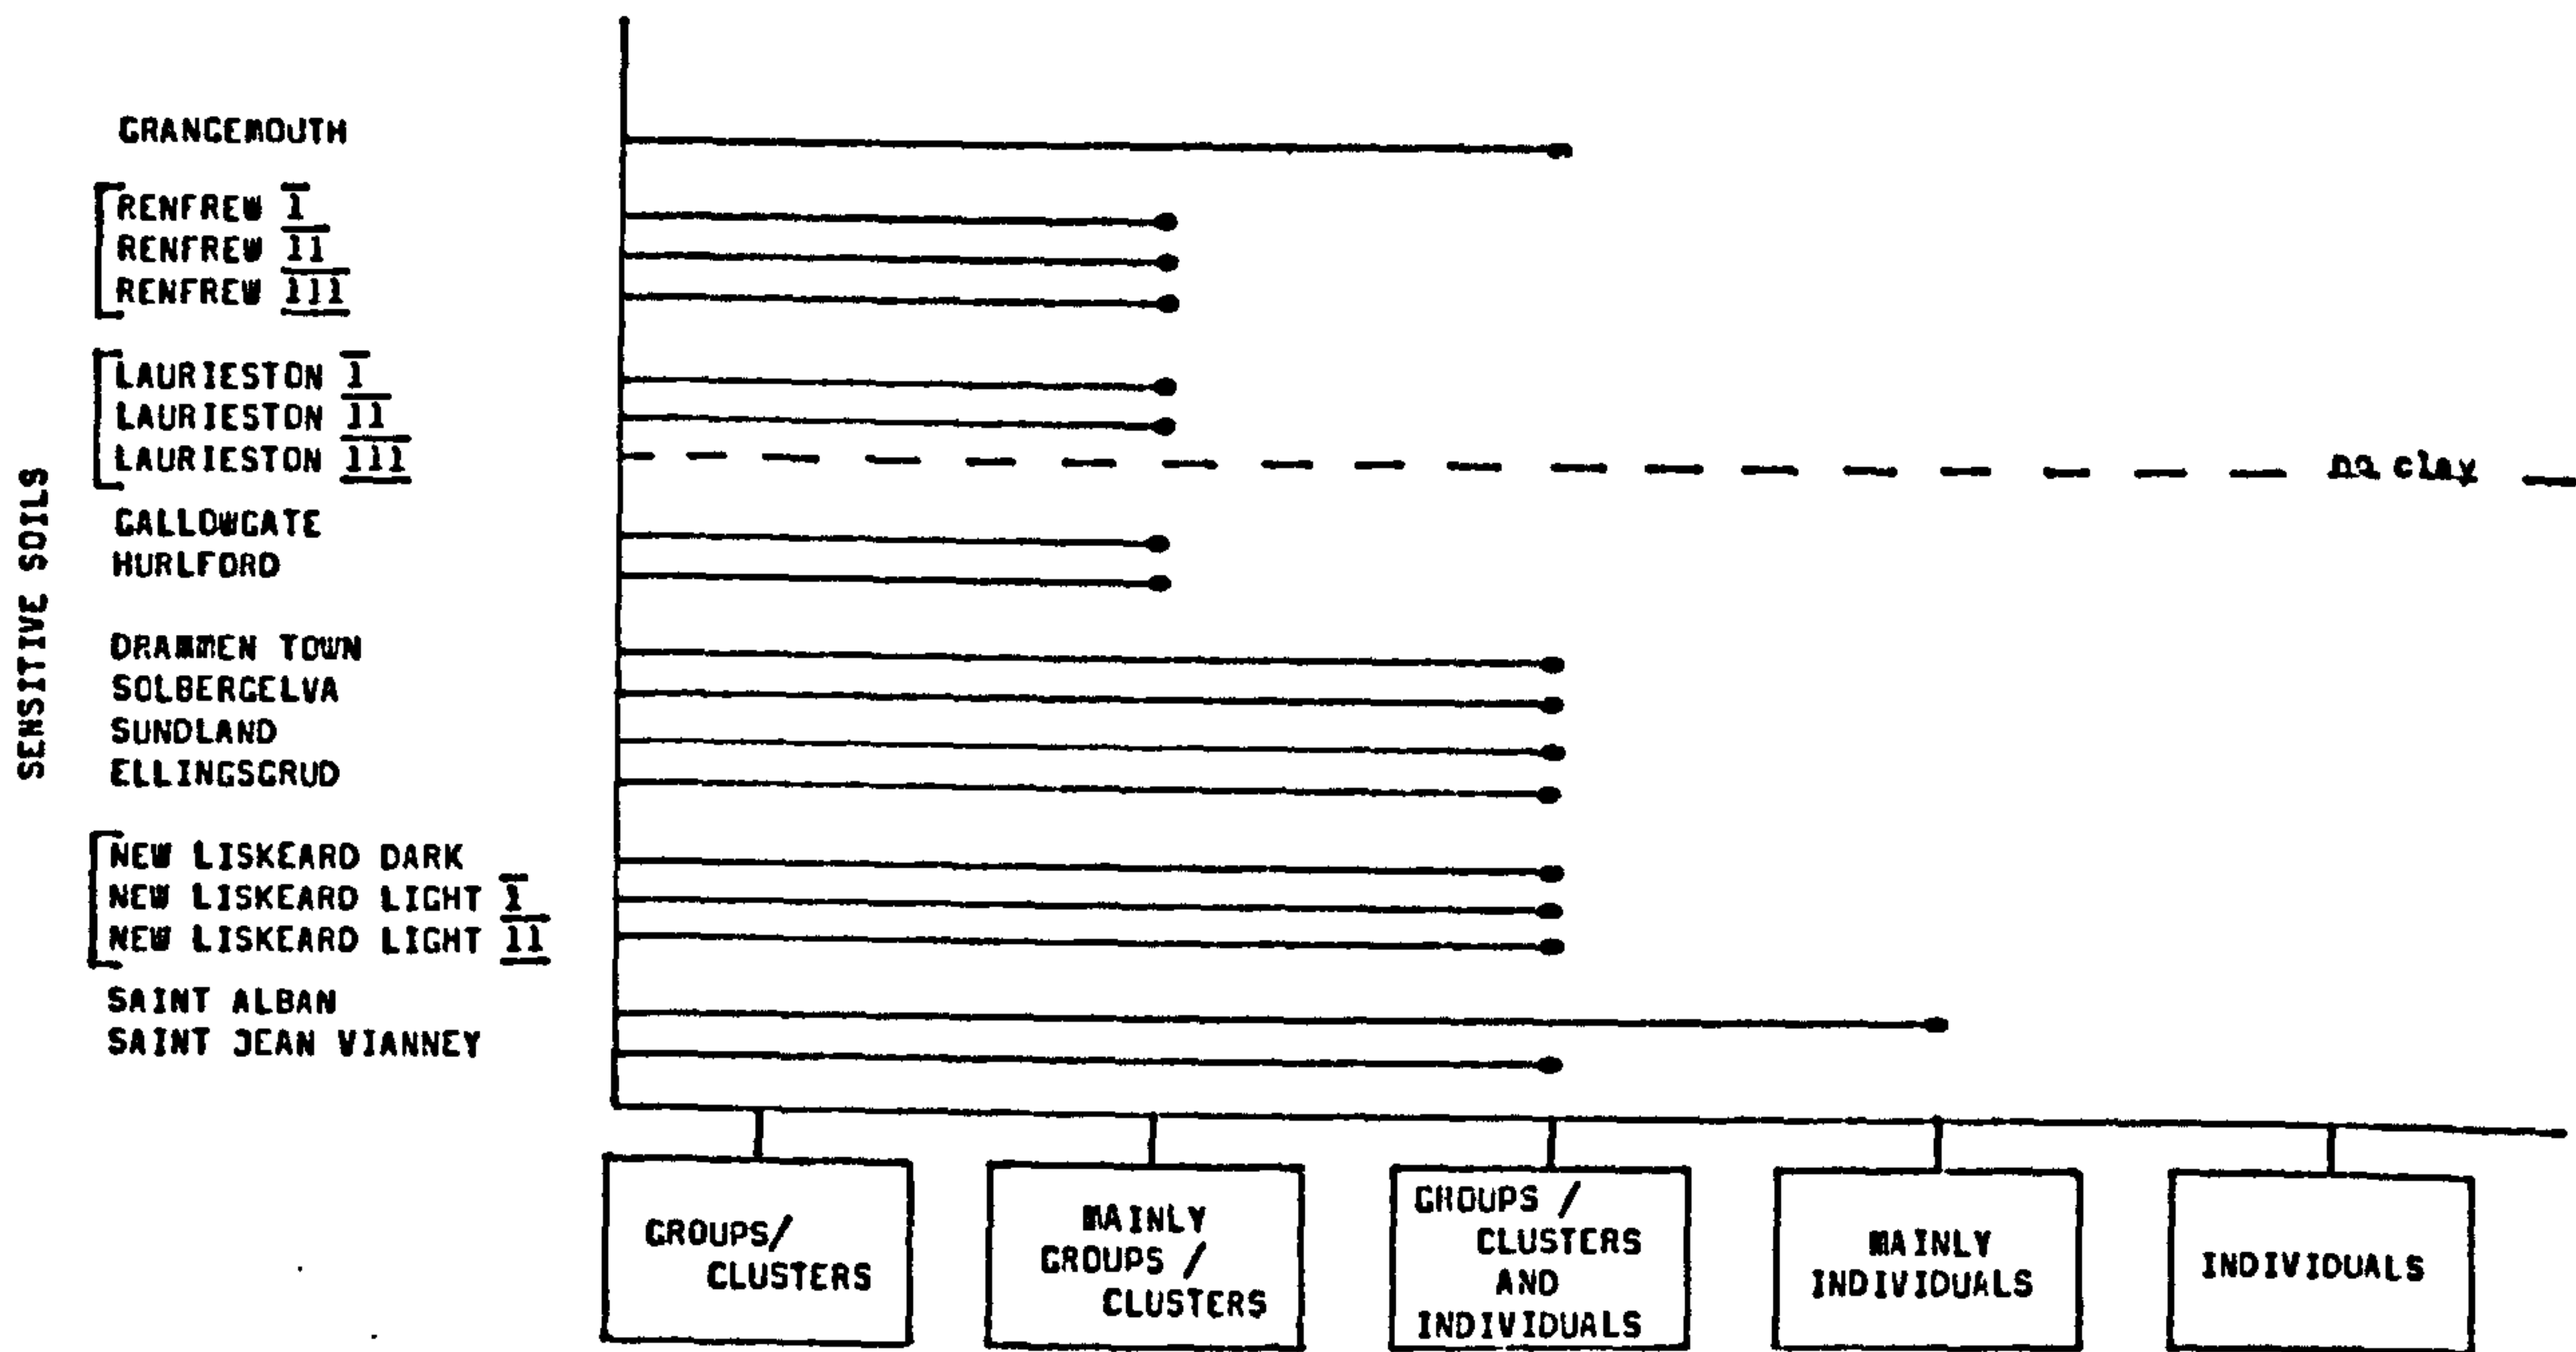 GRANGEMOUTH
RENFREW I
RENFREW II
RENFREW III
LAURIESTON I
LAURIESTON II
LAURIESTON III
no clay
GALLOWGATE
HURLFORD
SENSITIVE SOILS
DRAMMEN TOWN
SOLBERGELVA
SUNDLAND
ELLINGSGRUD
NEW LISKEARD DARK
NEW LISKEARD LIGHT I
NEW LISKEARD LIGHT II
SAINT ALBAN
SAINT JEAN VIANNEY
GROUPS/
CLUSTERS
MAINLY
GROUPS /
CLUSTERS
GROUPS /
CLUSTERS
AND
INDIVIDUALS
MAINLY
INDIVIDUALS
INDIVIDUALS